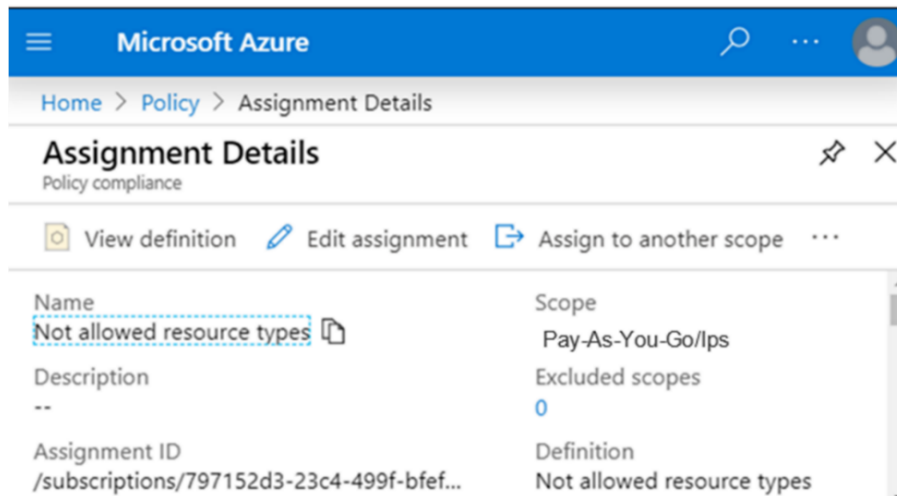 Microsoft Azure
Home > Policy > Assignment Details
Assignment Details
Policy compliance
View definition Edit assignment Assign to another scope ...
Name
Not allowed resource types
Scope
Pay-As-You-Go/Ips
Description
--
Excluded scopes
0
Assignment ID
/subscriptions/797152d3-23c4-499f-bfef...
Definition
Not allowed resource types